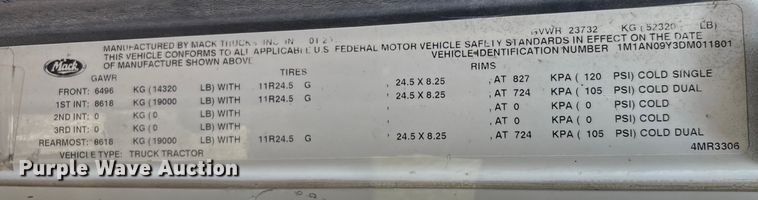 MANUFACTURED BY MACK TRUCKS INC. IN GVWR 23732 KG (52320 LB)
THIS VEHICLE CONFORMS TO ALL APPLICABLE U.S. FEDERAL MOTOR VEHICLE SAFETY STANDARDS IN EFFECT ON THE DATE
OF MANUFACTURE SHOWN ABOVE VEHICLE IDENTIFICATION NUMBER 1M1AN09Y3DM011801
Mack
GAWR TIRES RIMS
FRONT: 6496 KG (14320 LB) WITH 11R24.5 G 24.5 X 8.25 , AT 827 KPA ( 120 PSI) COLD SINGLE
1ST INT: 8618 KG (19000 LB) WITH 11R24.5 G 24.5 X 8.25 , AT 724 KPA ( 105 PSI) COLD DUAL
2ND INT: 0 KG (0 LB) WITH , AT 0 KPA ( 0 PSI) COLD
3RD INT: 0 KG (0 LB) WITH , AT 0 KPA ( 0 PSI) COLD
REARMOST: 8618 KG (19000 LB) WITH 11R24.5 G 24.5 X 8.25 , AT 724 KPA ( 105 PSI) COLD DUAL
VEHICLE TYPE: TRUCK TRACTOR 4MR3306
Purple Wave Auction